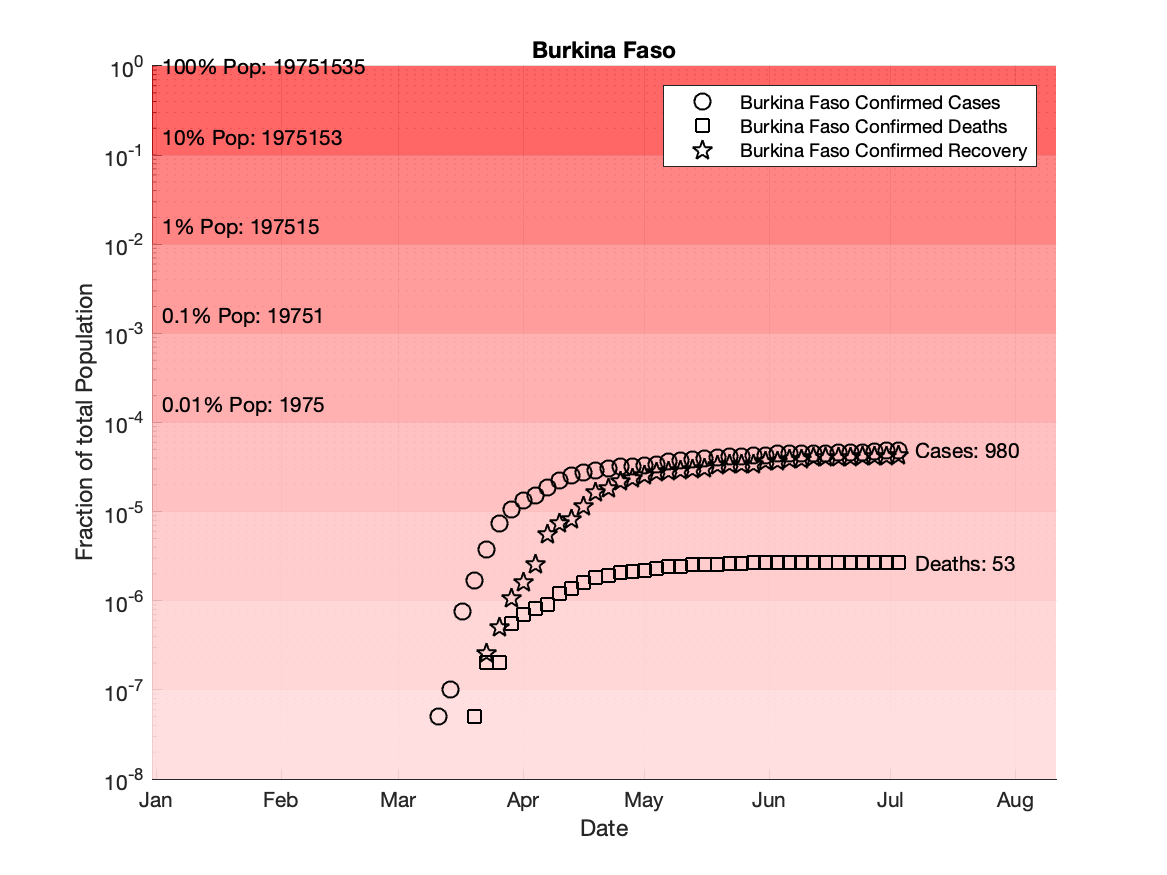 Burkina Faso
10^0
10^-1
10^-2
10^-3
10^-4
10^-5
10^-6
10^-7
10^-8
Fraction of total Population
100% Pop: 19751535
10% Pop: 1975153
1% Pop: 197515
0.1% Pop: 19751
0.01% Pop: 1975
Burkina Faso Confirmed Cases
Burkina Faso Confirmed Deaths
Burkina Faso Confirmed Recovery
Cases: 980
Deaths: 53
Jan Feb Mar Apr May Jun Jul Aug
Date